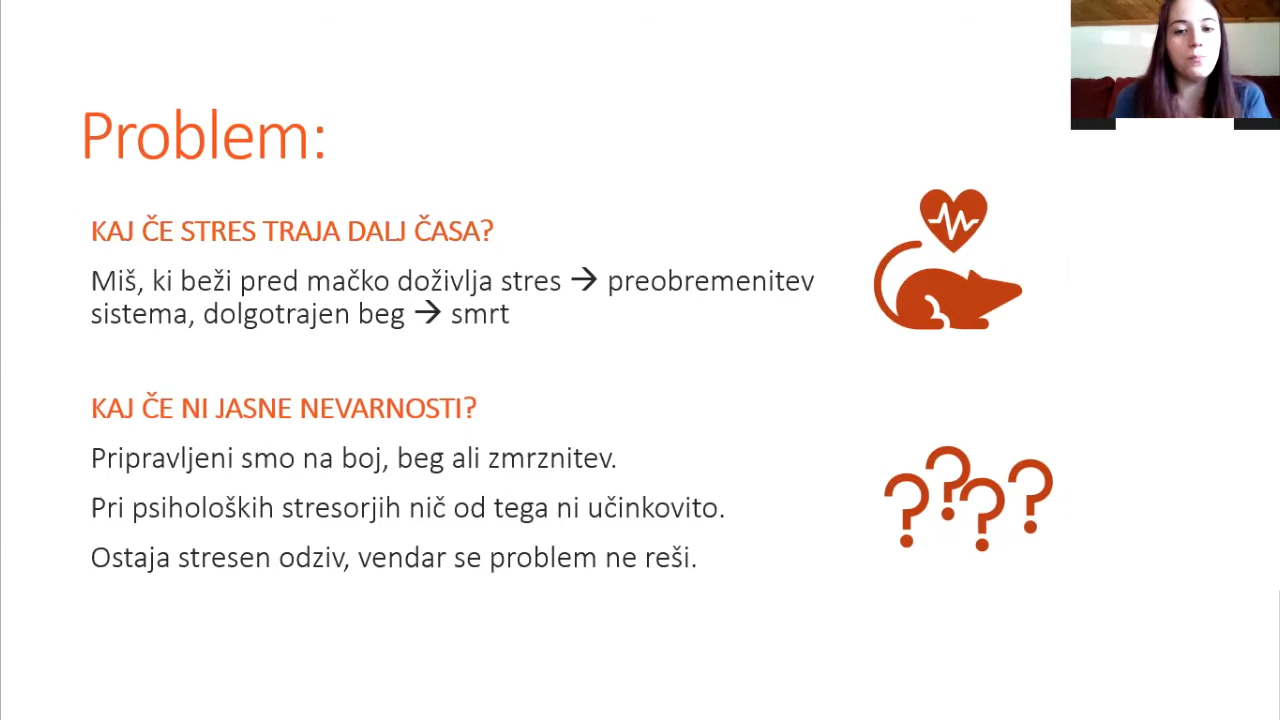 Problem:
KAJ ČE STRES TRAJA DALJ ČASA?
Miš, ki beži pred mačko doživlja stres → preobremenitev
sistema, dolgotrajen beg → smrt
KAJ ČE NI JASNE NEVARNOSTI?
Pripravljeni smo na boj, beg ali zmrznitev.
Pri psiholoških stresorjih nič od tega ni učinkovito.
Ostaja stresen odziv, vendar se problem ne reši.